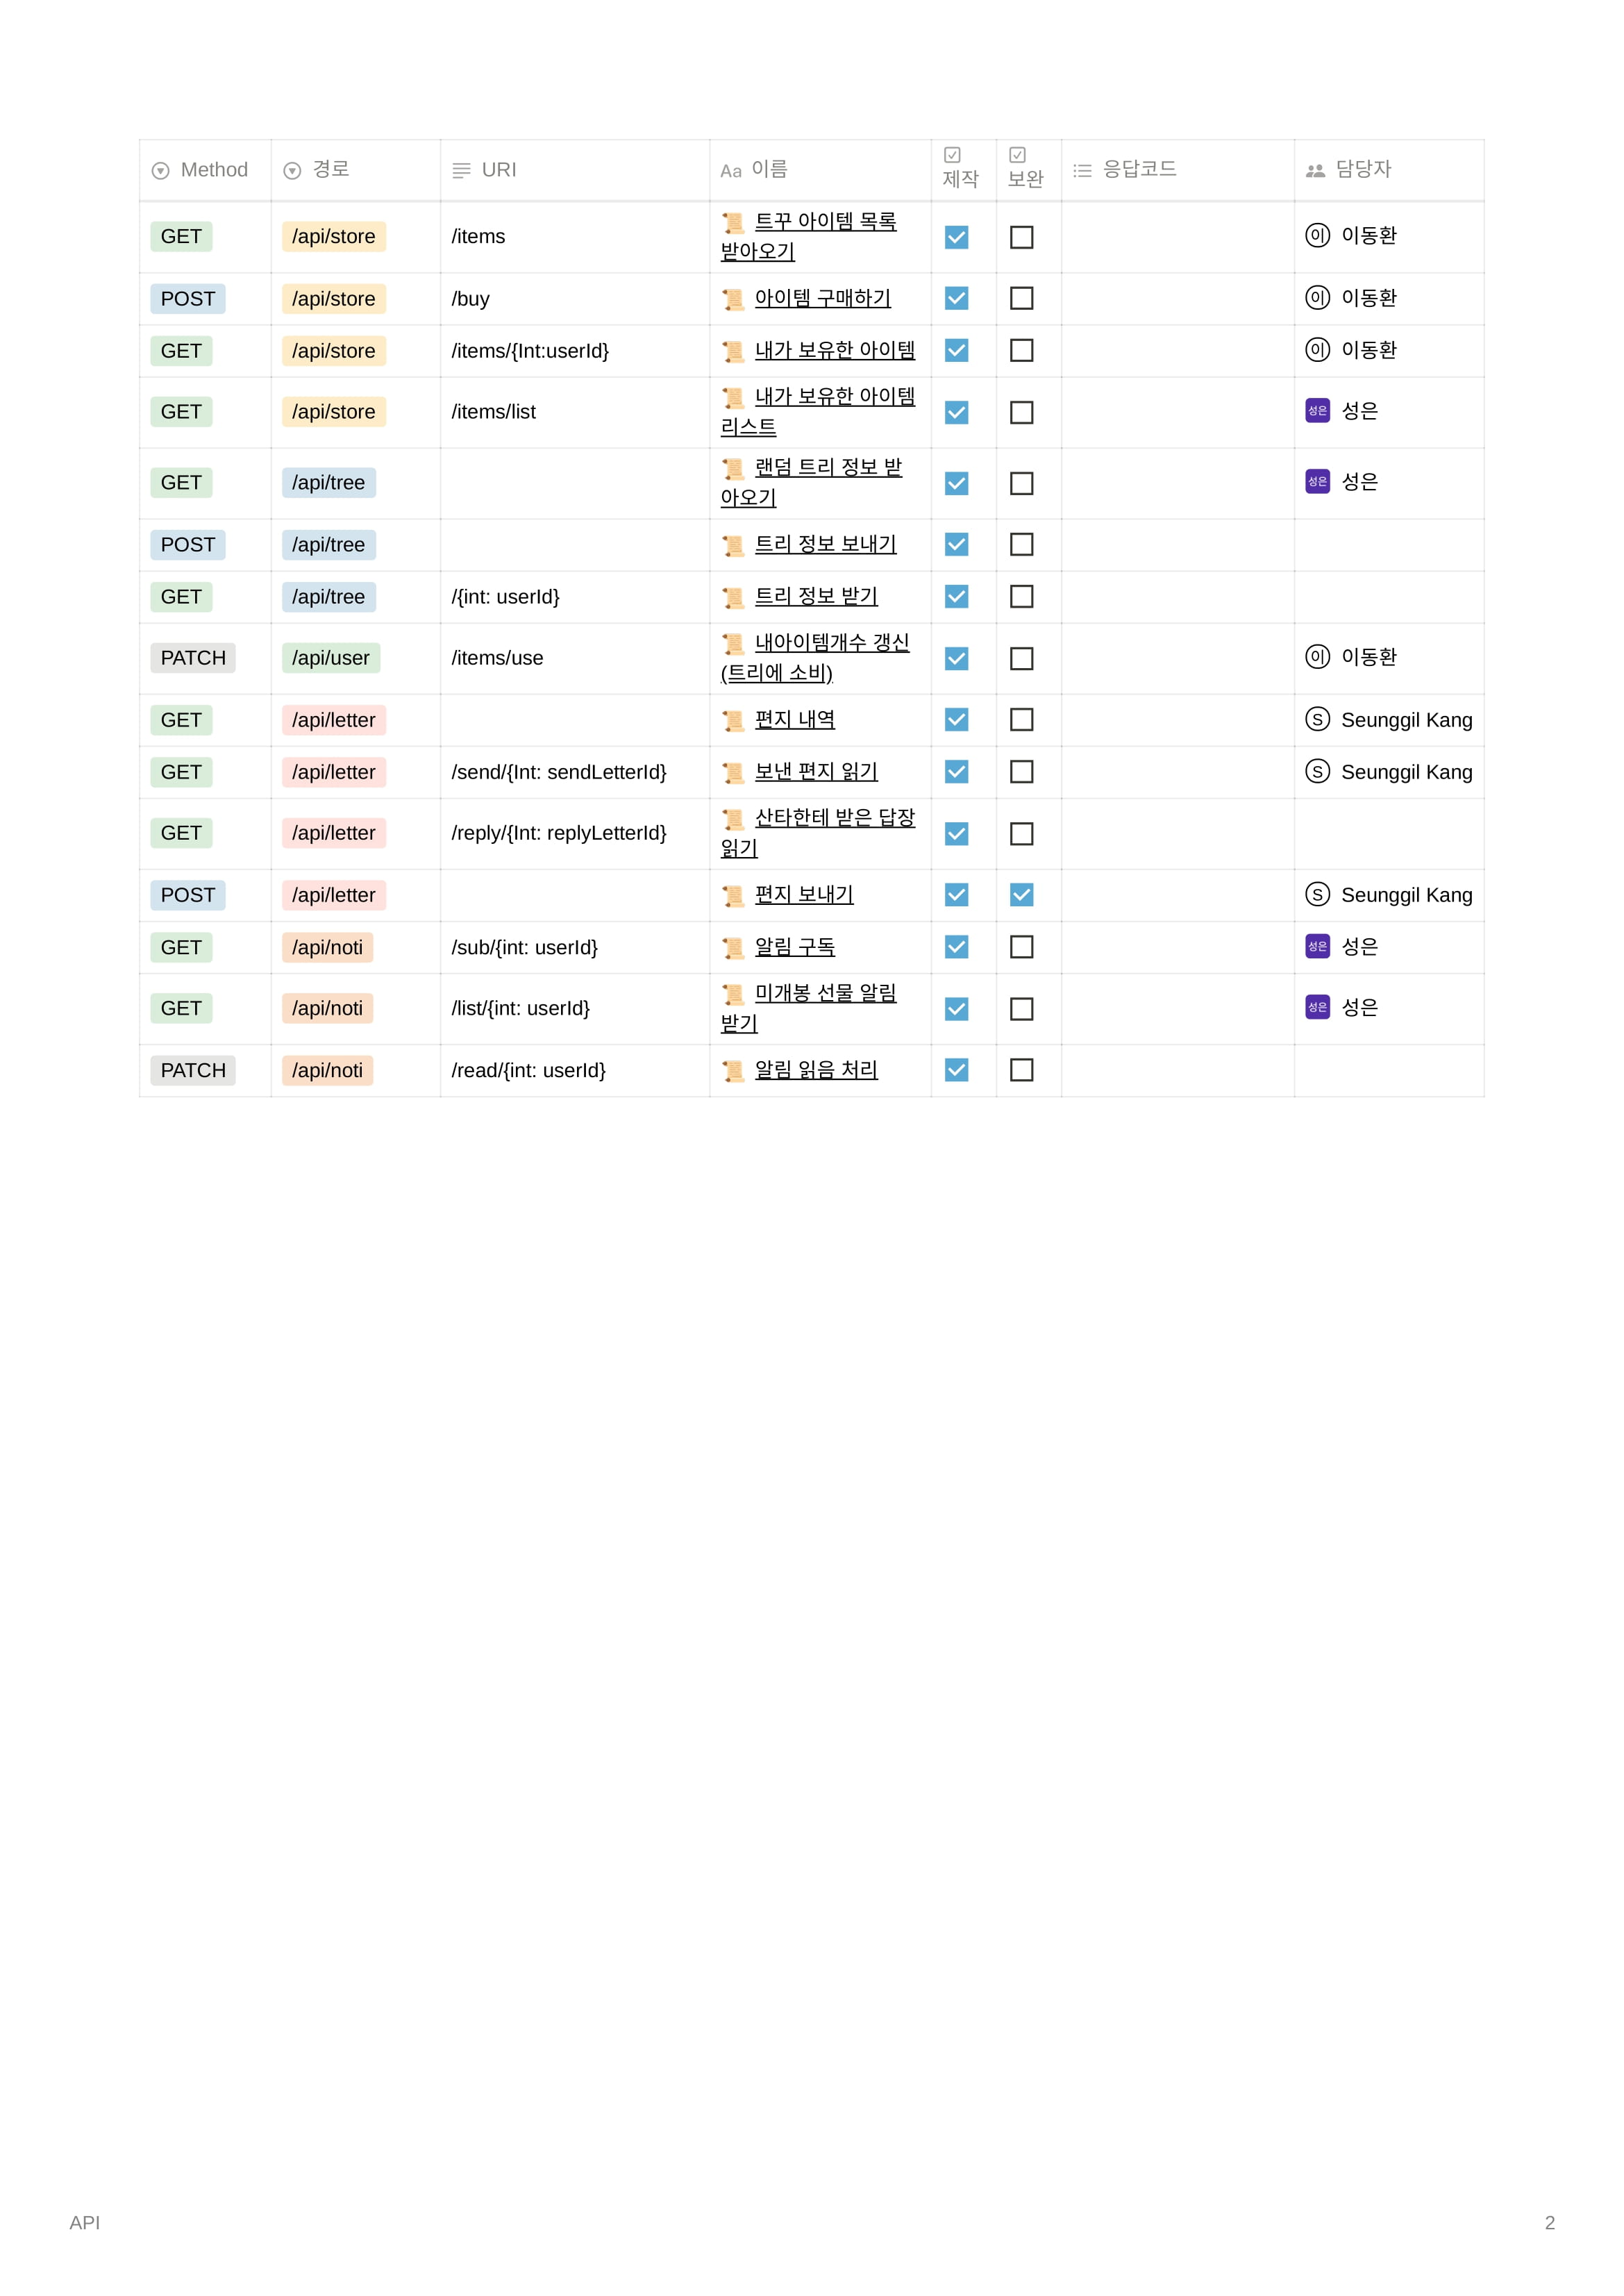 Method 경로 URI Aa 이름 제작 보완 응답코드 담당자
GET /api/store /items 트꾸 아이템 목록 이 이동환
받아오기
POST /api/store /buy 아이템 구매하기 이 이동환
GET /api/store /items/{Int:userId} 내가 보유한 아이템 이 이동환
GET /api/store /items/list 내가 보유한 아이템 성은 성은
리스트
GET /api/tree 랜덤 트리 정보 받 성은 성은
아오기
POST /api/tree 트리 정보 보내기
GET /api/tree /{int: userId} 트리 정보 받기
PATCH /api/user /items/use 내아이템개수 갱신 이 이동환
(트리에 소비)
GET /api/letter 편지 내역 S Seunggil Kang
GET /api/letter /send/{Int: sendLetterId} 보낸 편지 읽기 S Seunggil Kang
GET /api/letter /reply/{Int: replyLetterId} 산타한테 받은 답장
읽기
POST /api/letter 편지 보내기 S Seunggil Kang
GET /api/noti /sub/{int: userId} 알림 구독 성은 성은
GET /api/noti /list/{int: userId} 미개봉 선물 알림 성은 성은
받기
PATCH /api/noti /read/{int: userId} 알림 읽음 처리
API 2